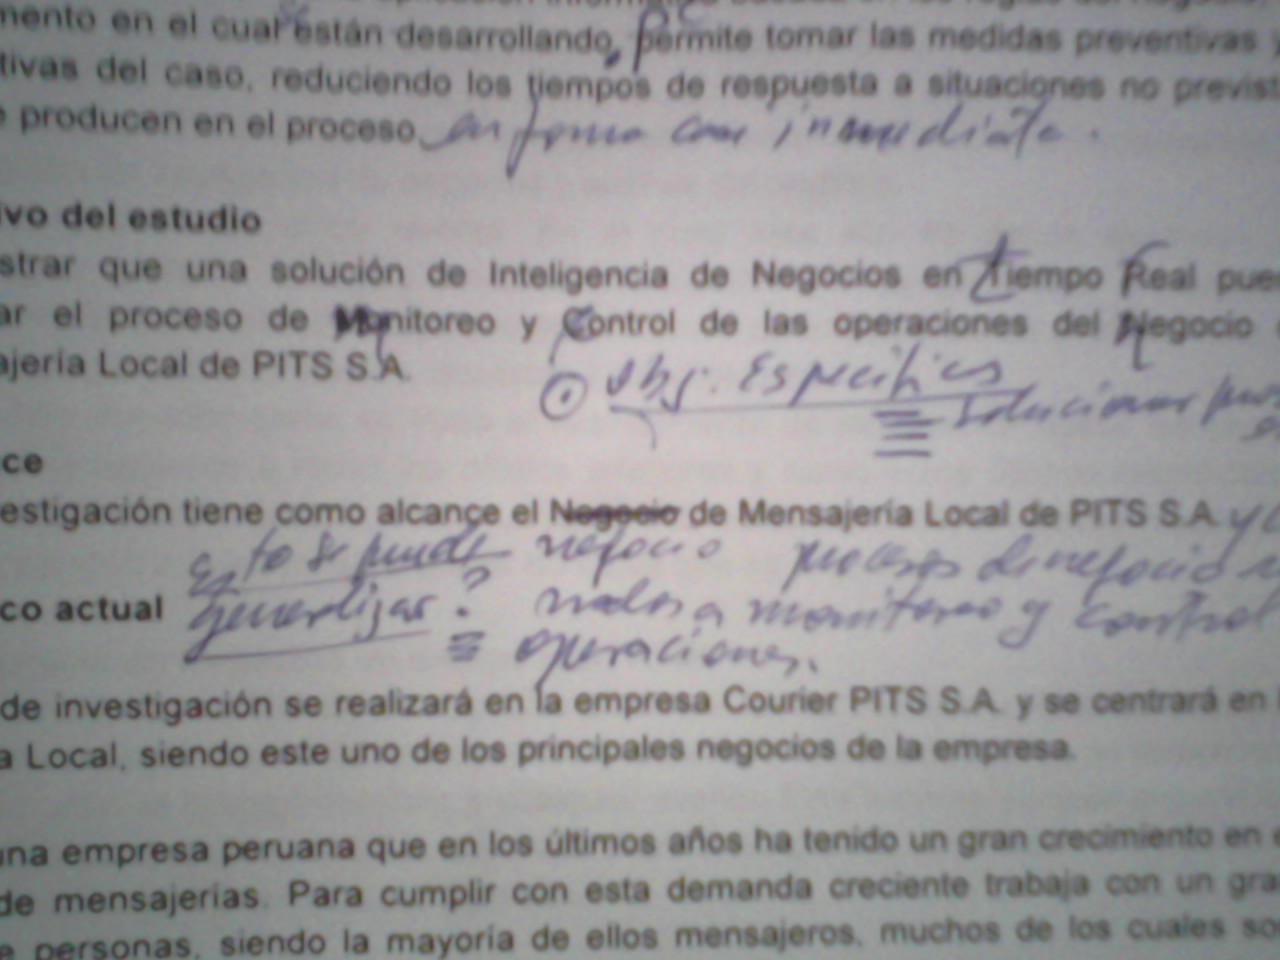 mento en el cual se están desarrollando, permite tomar las medidas preventivas y
tivas del caso, reduciendo los tiempos de respuesta a situaciones no previst
e producen en el proceso en forma casi inmediata.
ivo del estudio
strar que una solución de Inteligencia de Negocios en Tiempo Real pue
ar el proceso de Monitoreo y Control de las operaciones del Negocio
ajería Local de PITS S.A.
obj. Específicos
solucionar
ce
estigación tiene como alcance el Negocio de Mensajería Local de PITS S.A. y
Esto se puede negocio procesos de negocio
co actual generalizar? monitoreo y control
operaciones.
de investigación se realizará en la empresa Courier PITS S.A. y se centrará en
a Local, siendo este uno de los principales negocios de la empresa.
una empresa peruana que en los últimos años ha tenido un gran crecimiento en
de mensajerías. Para cumplir con esta demanda creciente trabaja con un gra
e personas, siendo la mayoría de ellos mensajeros, muchos de los cuales so